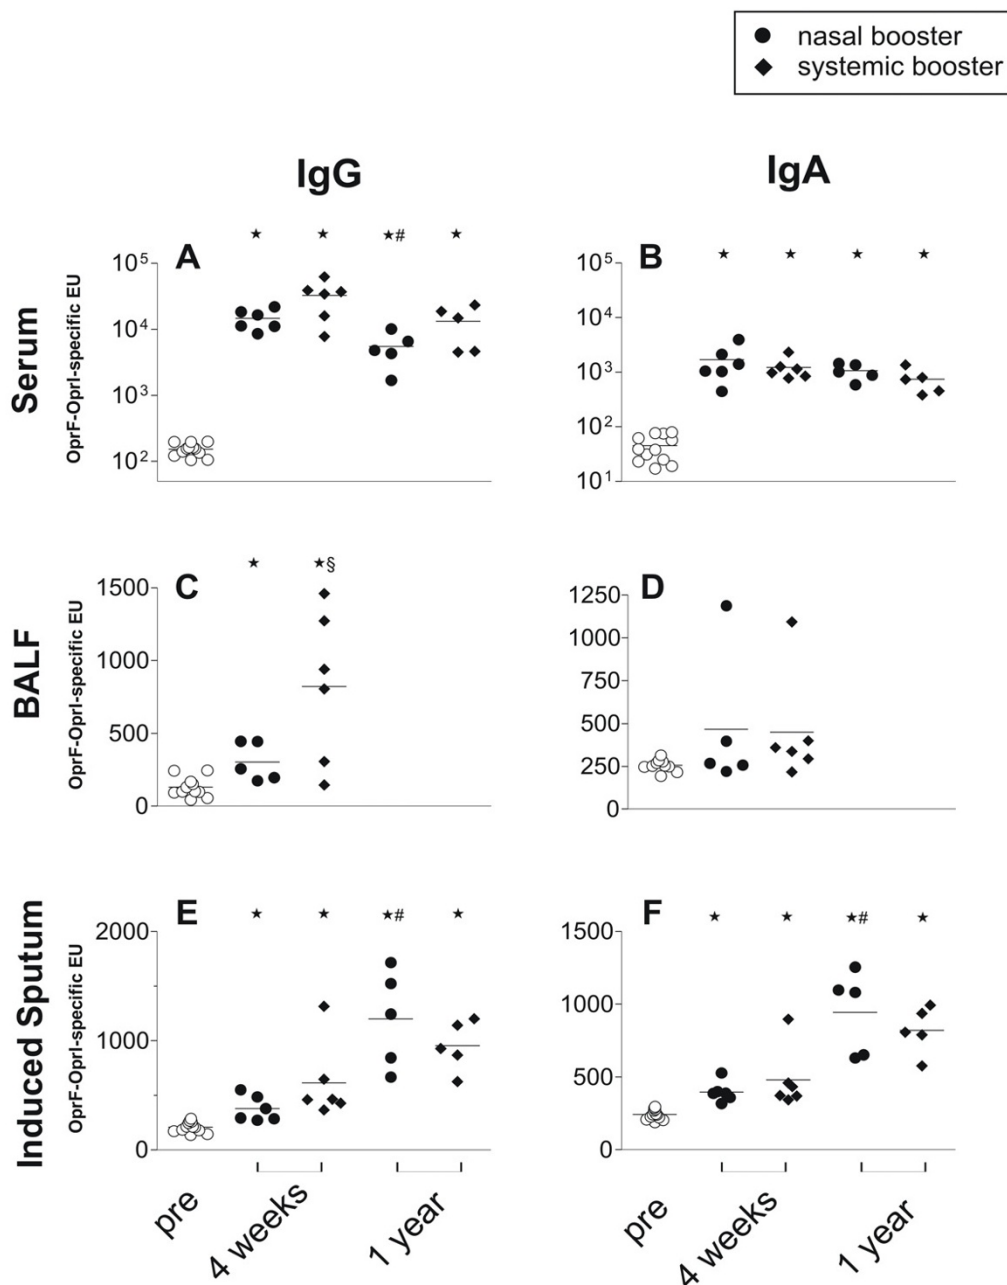 nasal booster
systemic booster
IgG
IgA
Serum
OprF-OprI-specific EU
A
★ ★ ★# ★
10⁵
10⁴
10³
10²
B
★ ★ ★ ★
10⁵
10⁴
10³
10²
10¹
BALF
OprF-OprI-specific EU
C
★ ★§
1500
1000
500
0
D
1250
1000
750
500
250
0
Induced Sputum
OprF-OprI-specific EU
E
★ ★ ★# ★
2000
1000
0
F
★ ★ ★# ★
1500
1000
500
0
pre
4 weeks
1 year
pre
4 weeks
1 year